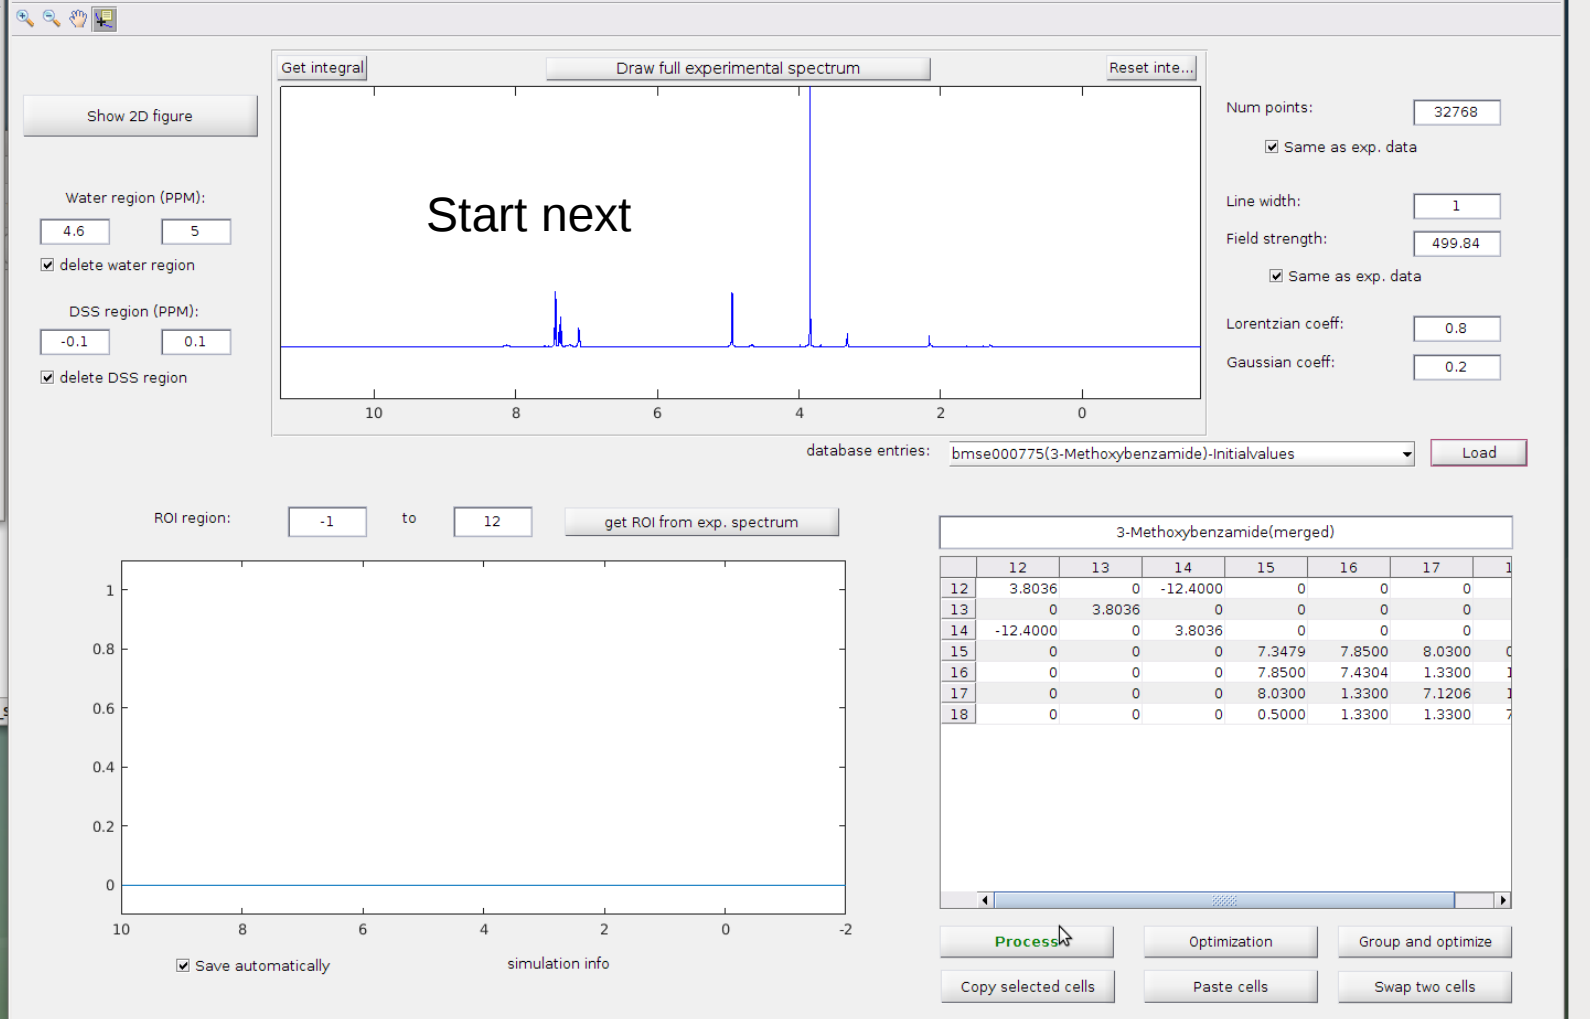 Get integral
Draw full experimental spectrum
Reset inte...
Show 2D figure
Start next
10 8 6 4 2 0
Water region (PPM):
4.6 5
delete water region
DSS region (PPM):
-0.1 0.1
delete DSS region
Num points: 32768
Same as exp. data
Line width: 1
Field strength: 499.84
Same as exp. data
Lorentzian coeff: 0.8
Gaussian coeff: 0.2
database entries: bmse000775(3-Methoxybenzamide)-Initialvalues Load
ROI region: -1 to 12 get ROI from exp. spectrum
1
0.8
0.6
0.4
0.2
0
10 8 6 4 2 0 -2
Save automatically simulation info
3-Methoxybenzamide(merged)
12 13 14 15 16 17
12 3.8036 0 -12.4000 0 0 0
13 0 3.8036 0 0 0 0
14 -12.4000 0 3.8036 0 0 0
15 0 0 0 7.3479 7.8500 8.0300
16 0 0 0 7.8500 7.4304 1.3300
17 0 0 0 8.0300 1.3300 7.1206
18 0 0 0 0.5000 1.3300 1.3300
Process Optimization Group and optimize
Copy selected cells Paste cells Swap two cells